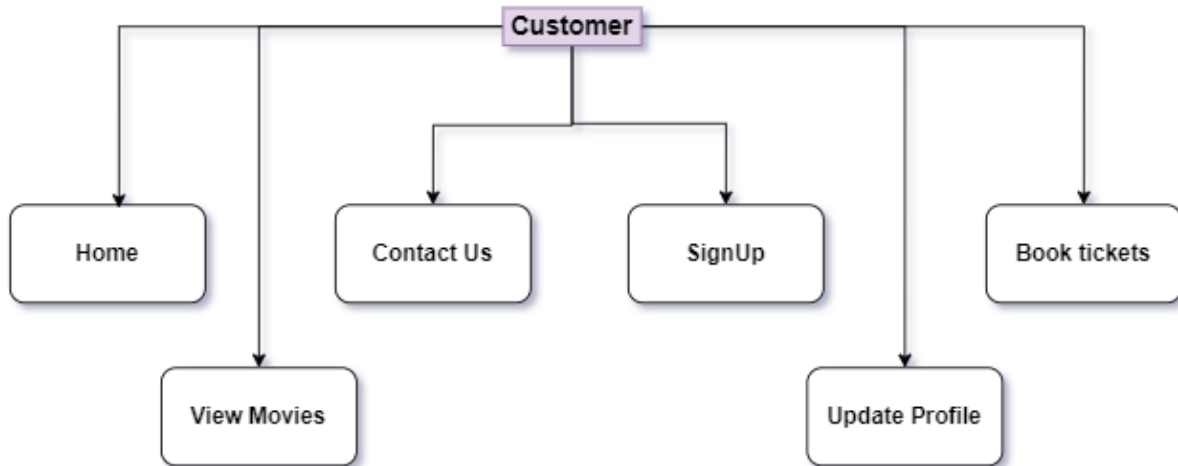 Customer
Home
Contact Us
SignUp
Book tickets
View Movies
Update Profile